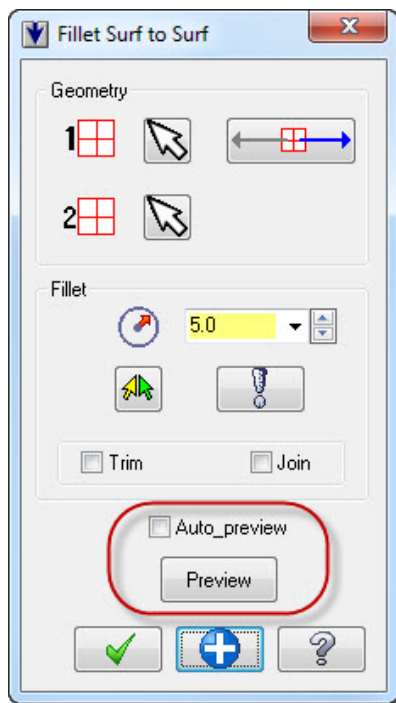 Fillet Surf to Surf
Geometry
1
2
Fillet
5.0
Trim Join
Auto_preview
Preview